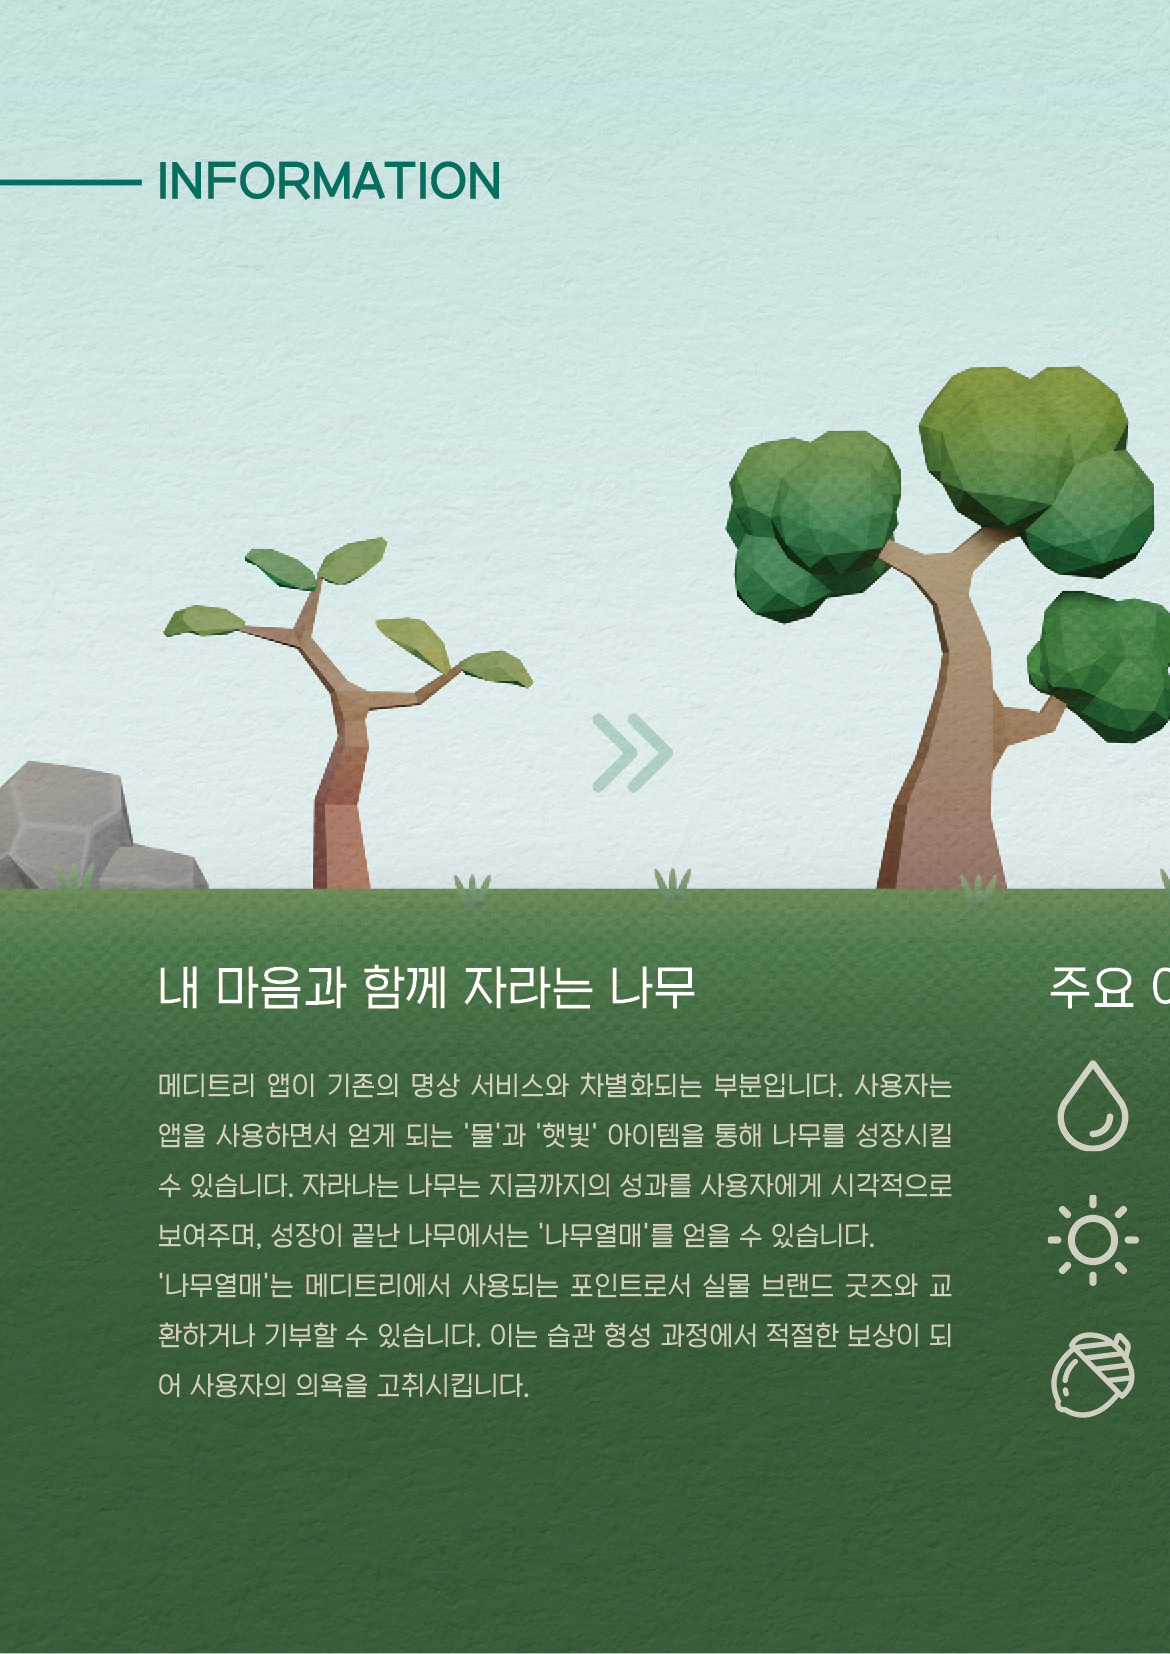 INFORMATION
내 마음과 함께 자라는 나무
메디트리 앱이 기존의 명상 서비스와 차별화되는 부분입니다. 사용자는
앱을 사용하면서 얻게 되는 '물'과 '햇빛' 아이템을 통해 나무를 성장시킬
수 있습니다. 자라나는 나무는 지금까지의 성과를 사용자에게 시각적으로
보여주며, 성장이 끝난 나무에서는 '나무열매'를 얻을 수 있습니다.
'나무열매'는 메디트리에서 사용되는 포인트로서 실물 브랜드 굿즈와 교
환하거나 기부할 수 있습니다. 이는 습관 형성 과정에서 적절한 보상이 되
어 사용자의 의욕을 고취시킵니다.
주요